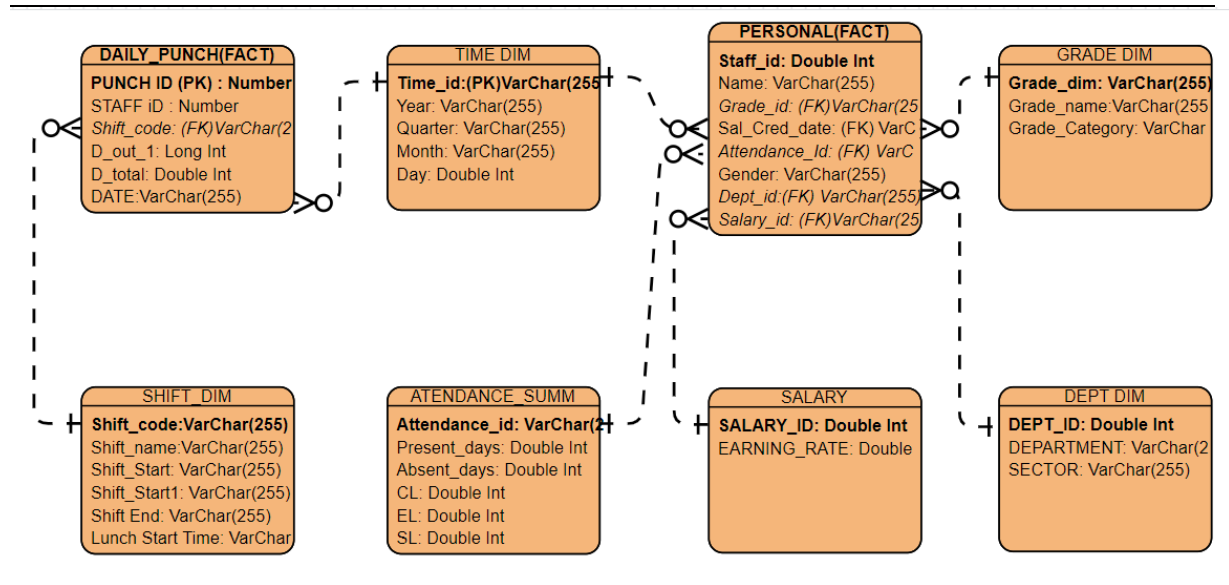 DAILY_PUNCH(FACT)
PUNCH ID (PK) : Number
STAFF iD : Number
Shift_code: (FK)VarChar(2
D_out_1: Long Int
D_total: Double Int
DATE:VarChar(255)
TIME DIM
Time_id:(PK)VarChar(255
Year: VarChar(255)
Quarter: VarChar(255)
Month: VarChar(255)
Day: Double Int
PERSONAL(FACT)
Staff_id: Double Int
Name: VarChar(255)
Grade_id: (FK)VarChar(25
Sal_Cred_date: (FK) VarC
Attendance_Id: (FK) VarC
Gender: VarChar(255)
Dept_id:(FK) VarChar(255)
Salary_id: (FK)VarChar(25
GRADE DIM
Grade_dim: VarChar(255)
Grade_name:VarChar(255
Grade_Category: VarChar
SHIFT_DIM
Shift_code:VarChar(255)
Shift_name:VarChar(255)
Shift_Start: VarChar(255)
Shift_Start1: VarChar(255)
Shift End: VarChar(255)
Lunch Start Time: VarChar
ATENDANCE_SUMM
Attendance_id: VarChar(2
Present_days: Double Int
Absent_days: Double Int
CL: Double Int
EL: Double Int
SL: Double Int
SALARY
SALARY_ID: Double Int
EARNING_RATE: Double
DEPT DIM
DEPT_ID: Double Int
DEPARTMENT: VarChar(2
SECTOR: VarChar(255)